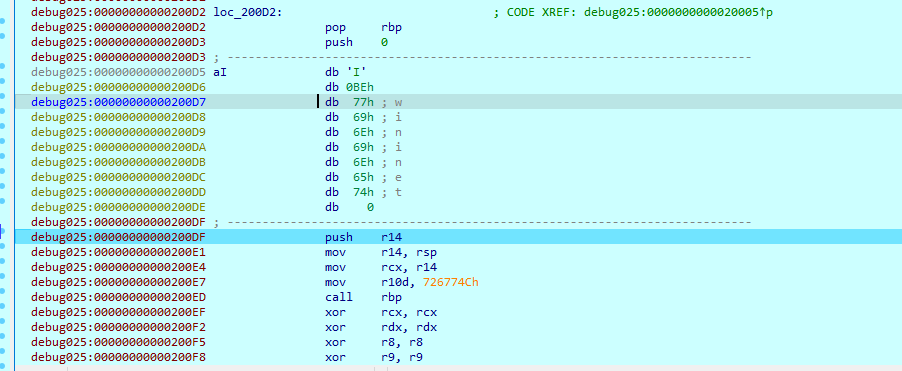 debug025:00000000000200D2 loc_200D2: ; CODE XREF: debug025:0000000000020005↑p
debug025:00000000000200D2 pop rbp
debug025:00000000000200D3 push 0
debug025:00000000000200D3 ; ---------------------------------------------------------------------------
debug025:00000000000200D5 aI db 'I'
debug025:00000000000200D6 db 0BEh
debug025:00000000000200D7 db 77h ; w
debug025:00000000000200D8 db 69h ; i
debug025:00000000000200D9 db 6Eh ; n
debug025:00000000000200DA db 69h ; i
debug025:00000000000200DB db 6Eh ; n
debug025:00000000000200DC db 65h ; e
debug025:00000000000200DD db 74h ; t
debug025:00000000000200DE db 0
debug025:00000000000200DF ; ---------------------------------------------------------------------------
debug025:00000000000200DF push r14
debug025:00000000000200E1 mov r14, rsp
debug025:00000000000200E4 mov rcx, r14
debug025:00000000000200E7 mov r10d, 726774Ch
debug025:00000000000200ED call rbp
debug025:00000000000200EF xor rcx, rcx
debug025:00000000000200F2 xor rdx, rdx
debug025:00000000000200F5 xor r8, r8
debug025:00000000000200F8 xor r9, r9